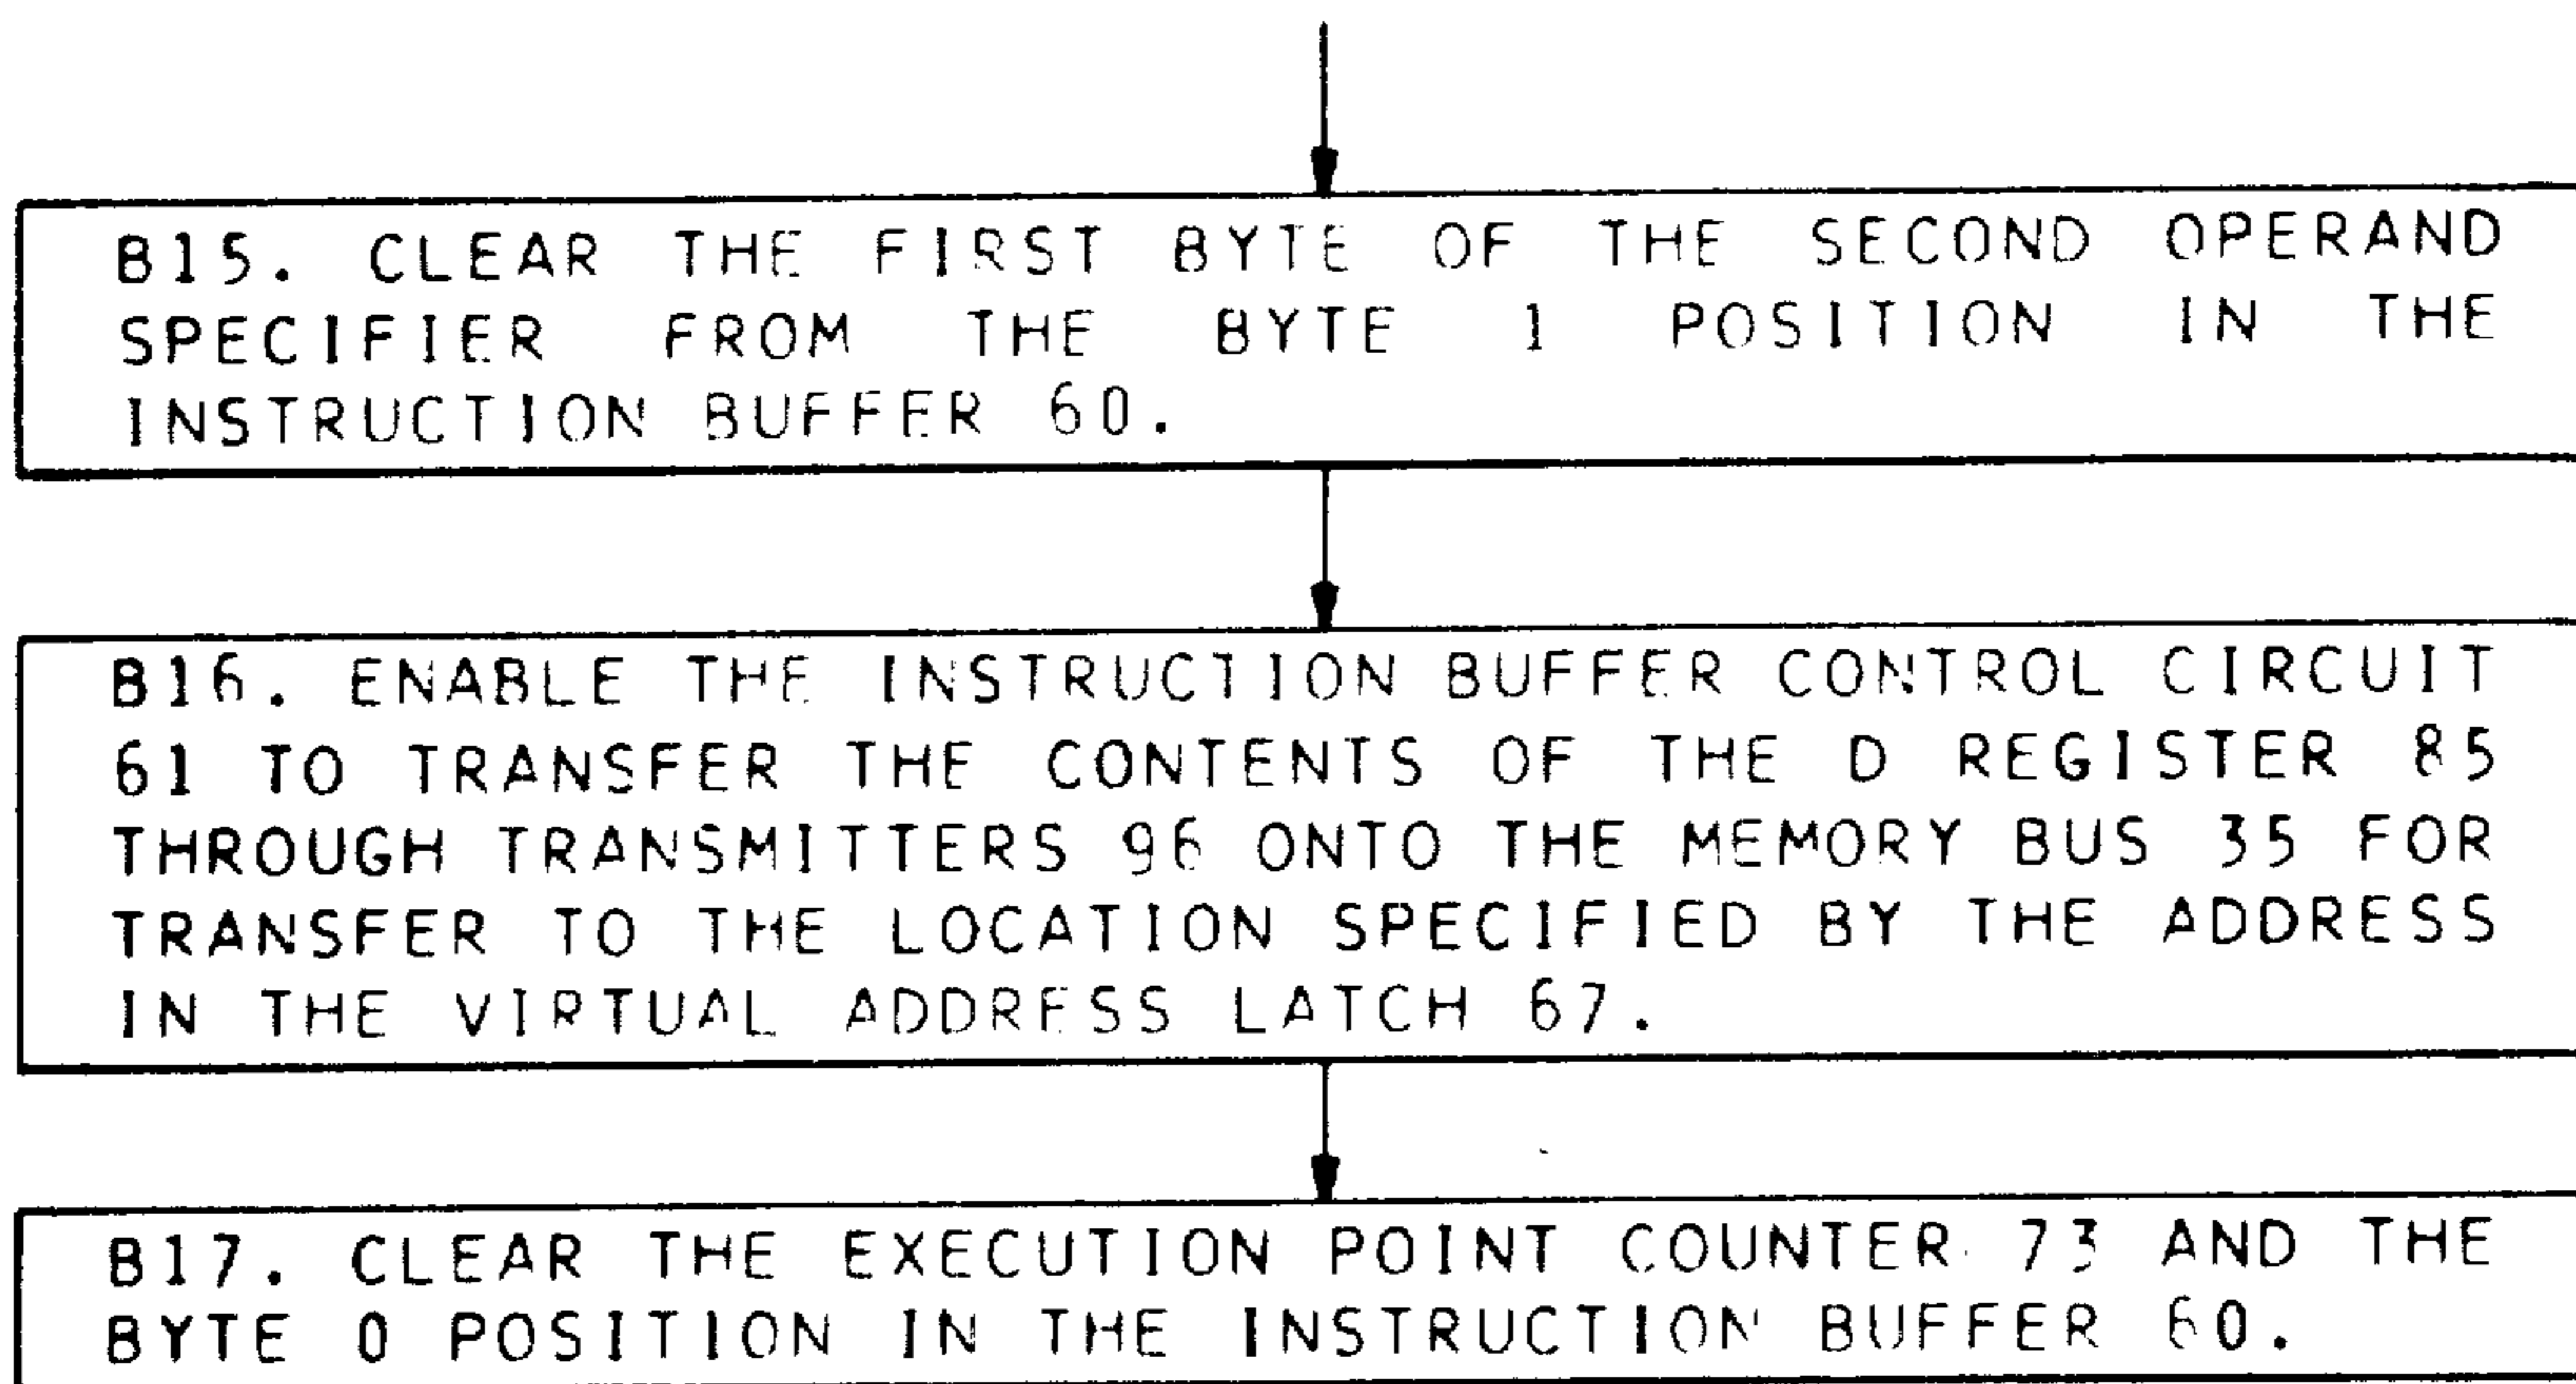 B15. CLEAR THE FIRST BYTE OF THE SECOND OPERAND
SPECIFIER FROM THE BYTE 1 POSITION IN THE
INSTRUCTION BUFFER 60.
B16. ENABLE THE INSTRUCTION BUFFER CONTROL CIRCUIT
61 TO TRANSFER THE CONTENTS OF THE D REGISTER 85
THROUGH TRANSMITTERS 96 ONTO THE MEMORY BUS 35 FOR
TRANSFER TO THE LOCATION SPECIFIED BY THE ADDRESS
IN THE VIRTUAL ADDRESS LATCH 67.
B17. CLEAR THE EXECUTION POINT COUNTER 73 AND THE
BYTE 0 POSITION IN THE INSTRUCTION BUFFER 60.